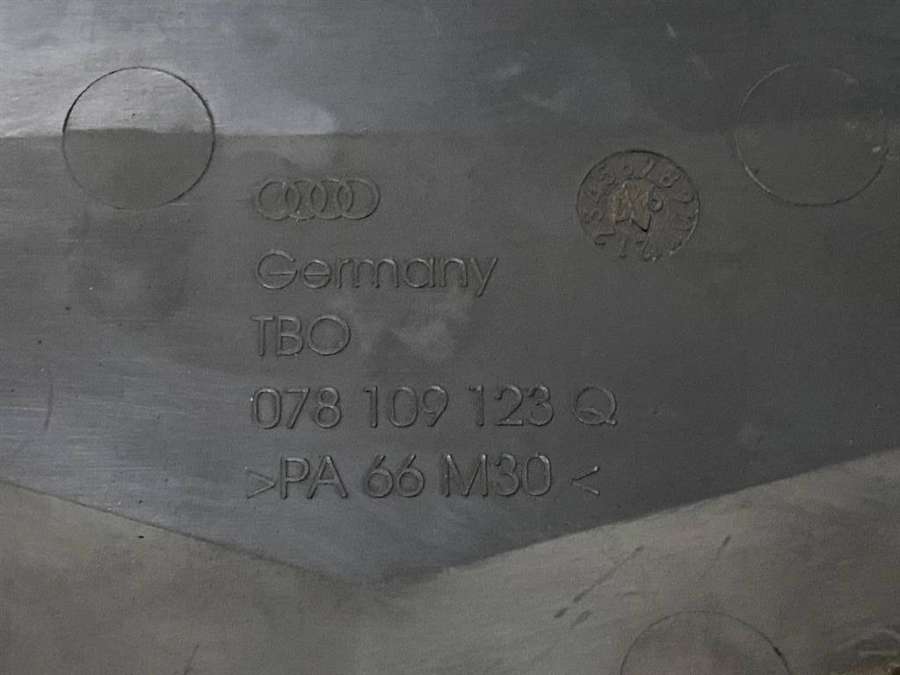 Germany
TBO
078 109 123 Q
>PA 66 M30<